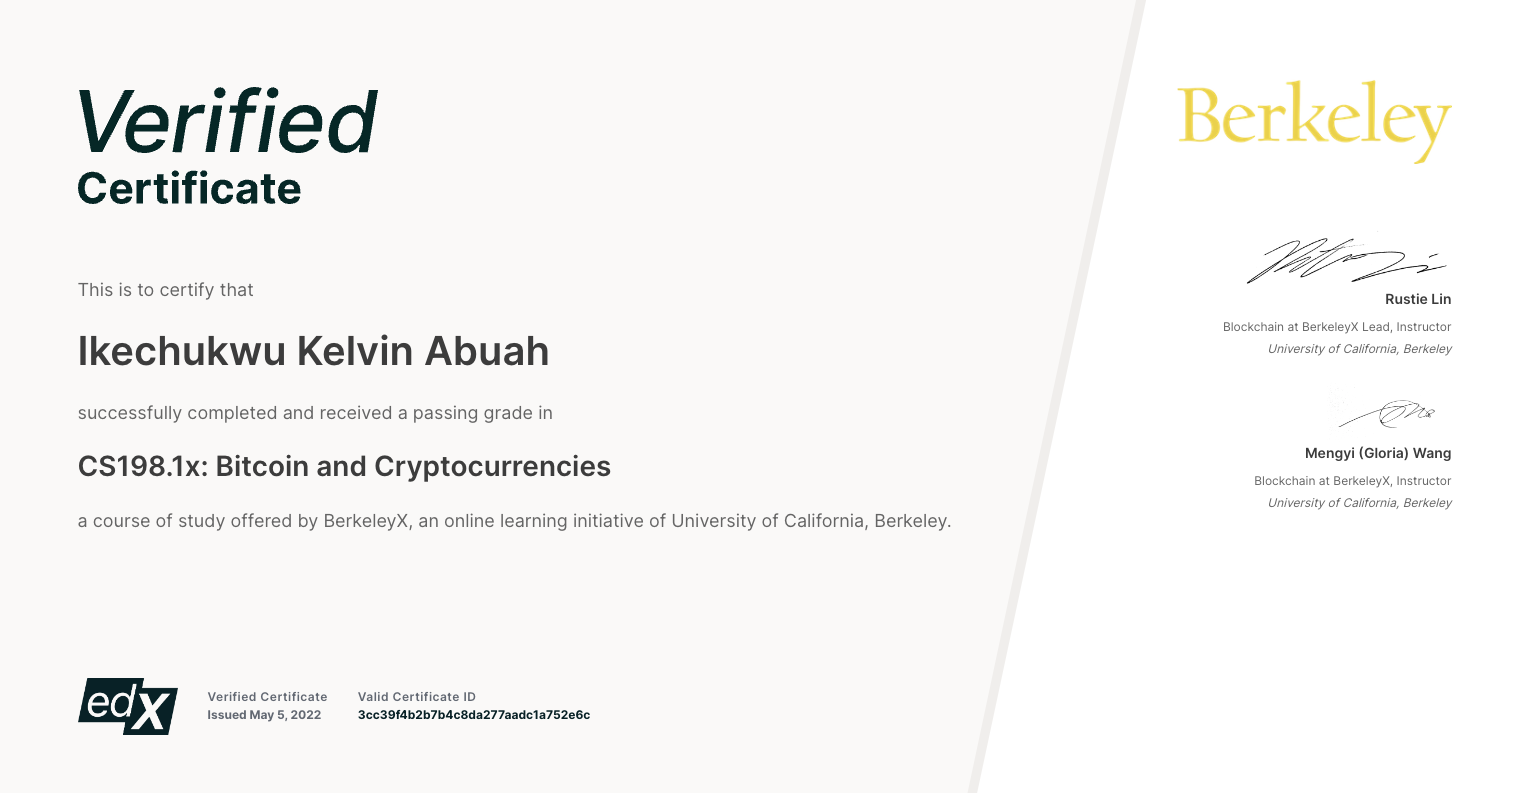 Verified
Certificate
This is to certify that
Ikechukwu Kelvin Abuah
successfully completed and received a passing grade in
CS198.1x: Bitcoin and Cryptocurrencies
a course of study offered by BerkeleyX, an online learning initiative of University of California, Berkeley.
edX
Verified Certificate
Issued May 5, 2022
Valid Certificate ID
3cc39f4b2b7b4c8da277aadc1a752e6c
Berkeley
Rustie Lin
Blockchain at BerkeleyX Lead, Instructor
University of California, Berkeley
Mengyi (Gloria) Wang
Blockchain at BerkeleyX, Instructor
University of California, Berkeley